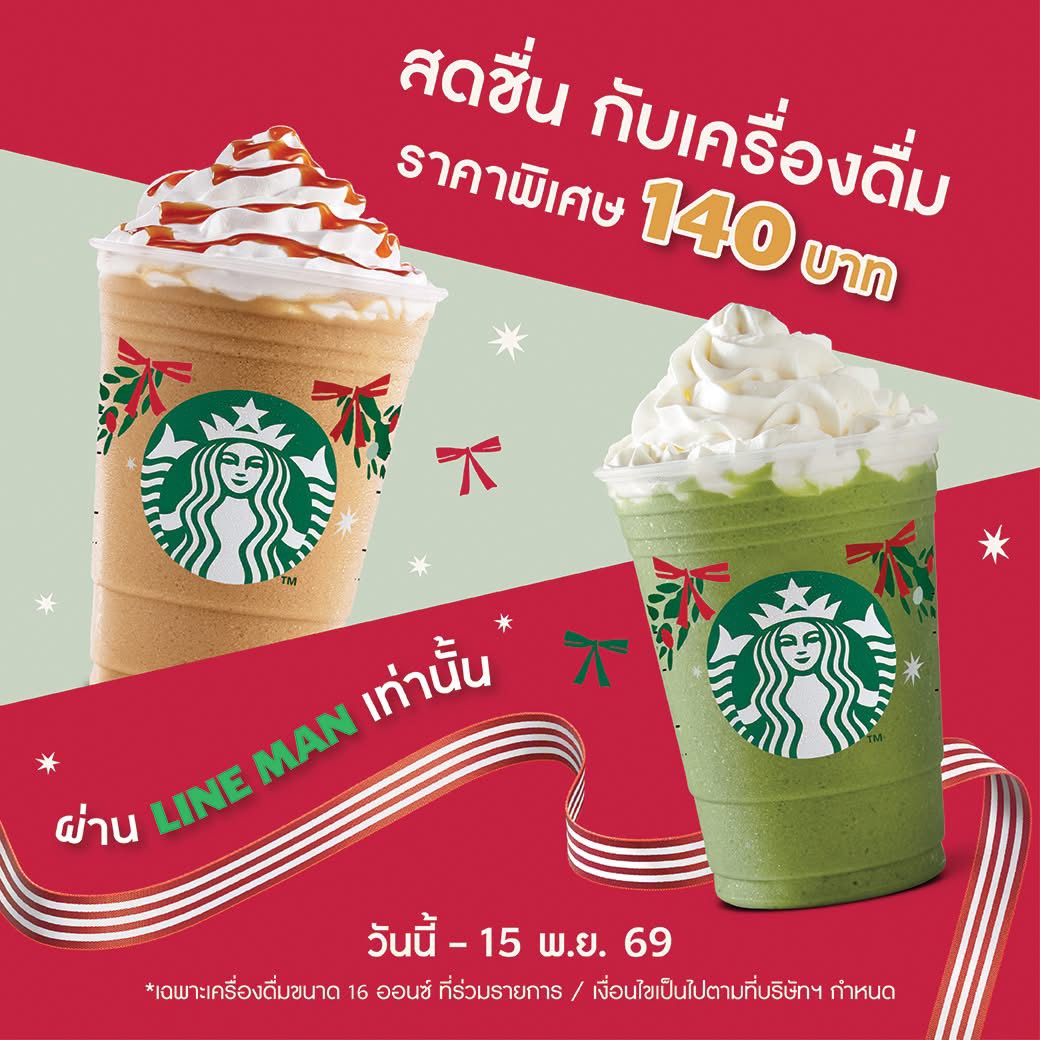 สดชื่น กับเครื่องดื่ม
ราคาพิเศษ 140 บาท
TM
TM
ผ่าน LINE MAN เท่านั้น
วันนี้ – 15 พ.ย. 69
*เฉพาะเครื่องดื่มขนาด 16 ออนซ์ ที่ร่วมรายการ / เงื่อนไขเป็นไปตามที่บริษัทฯ กำหนด